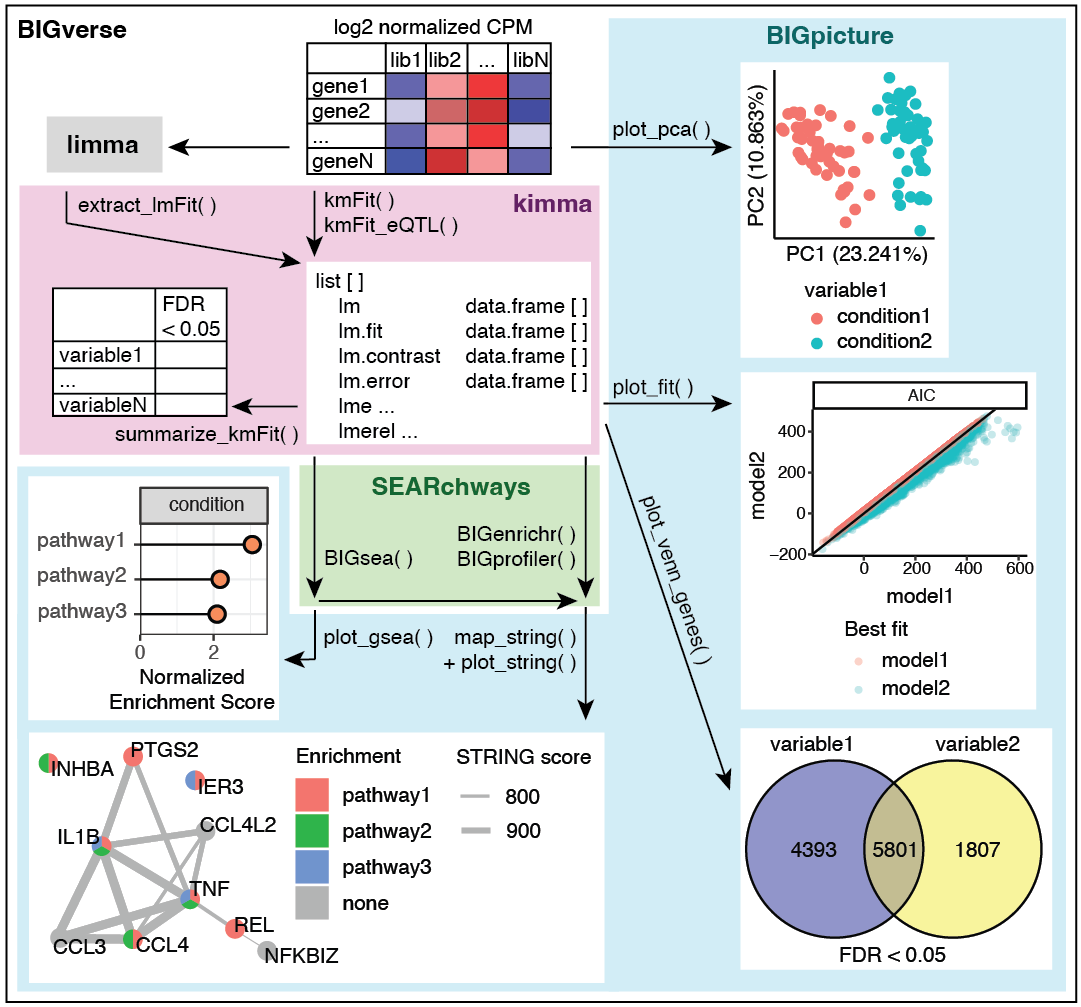 BIGverse
log2 normalized CPM
lib1 lib2 ... libN
gene1
gene2
...
geneN
limma
BIGpicture
plot_pca( )
PC2 (10.863%)
PC1 (23.241%)
variable1
condition1
condition2
extract_lmFit( )
kmFit( )
kmFit_eQTL( )
kimma
list [ ]
lm data.frame [ ]
lm.fit data.frame [ ]
lm.contrast data.frame [ ]
lm.error data.frame [ ]
lme ...
lmerel ...
FDR
< 0.05
variable1
...
variableN
summarize_kmFit( )
plot_fit( )
AIC
model2
400
200
0
−200
0 200 400 600
model1
Best fit
model1
model2
SEARchways
BIGsea( )
BIGenrichr( )
BIGprofiler( )
plot_venn_genes( )
condition
pathway1
pathway2
pathway3
0 2
Normalized
Enrichment Score
plot_gsea( )
map_string( )
+ plot_string( )
INHBA
PTGS2
IER3
IL1B
CCL4L2
TNF
REL
CCL3
CCL4
NFKBIZ
Enrichment
pathway1
pathway2
pathway3
none
STRING score
800
900
variable1 variable2
4393 5801 1807
FDR < 0.05